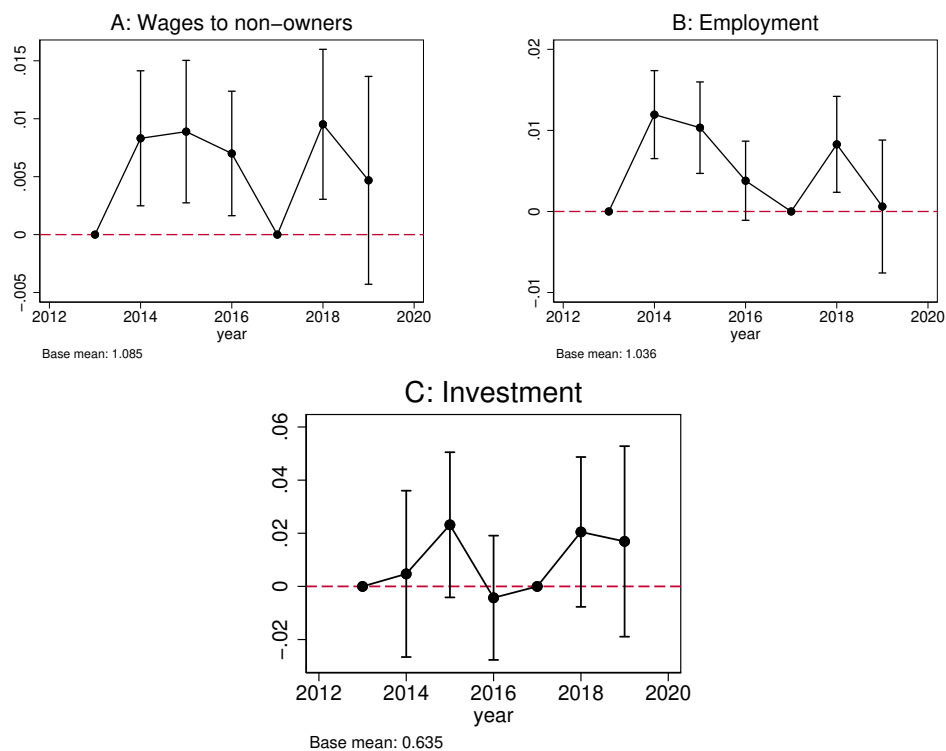 A: Wages to non−owners
.015
.01
.005
0
−.005
2012 2014 2016 2018 2020
year
Base mean: 1.085
B: Employment
.02
.01
0
−.01
2012 2014 2016 2018 2020
year
Base mean: 1.036
C: Investment
.06
.04
.02
0
−.02
2012 2014 2016 2018 2020
year
Base mean: 0.635